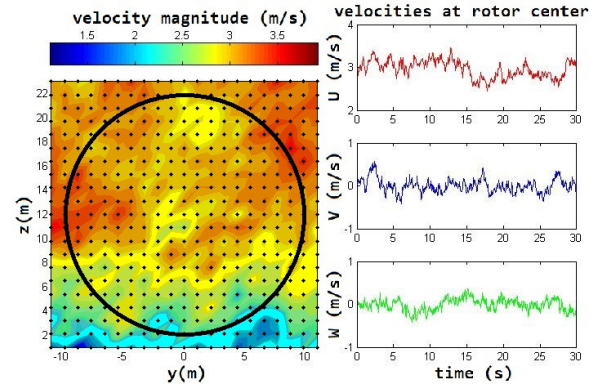 velocity magnitude (m/s)
1.5 2 2.5 3 3.5
z(m)
22
20
18
16
14
12
10
8
6
4
2
-10 -5 0 5 10
y(m)
velocities at rotor center
U (m/s)
4
3
2
0 5 10 15 20 25 30
V (m/s)
1
0
-1
0 5 10 15 20 25 30
W (m/s)
1
0
-1
0 5 10 15 20 25 30
time (s)